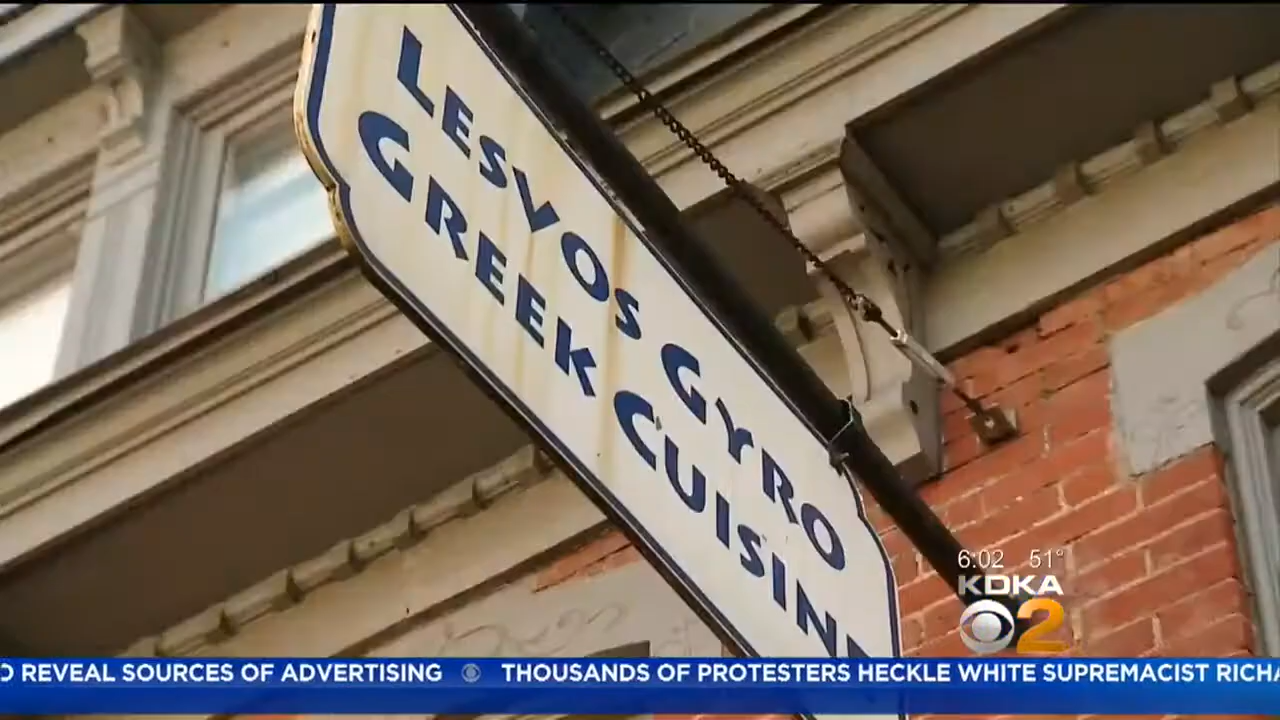 LESVOS GYRO
GREEK CUISINE
6:02 51°
KDKA
2
O REVEAL SOURCES OF ADVERTISING THOUSANDS OF PROTESTERS HECKLE WHITE SUPREMACIST RICHA